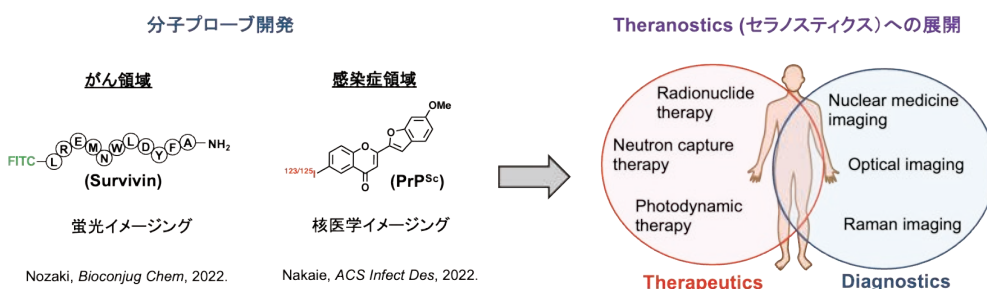 分子プローブ開発
Theranostics (セラノスティクス)への展開
がん領域
感染症領域
FITC-LREMNWLDYFA-NH₂
(Survivin)
OMe
O
O
O
123/125I
(PrPSc)
蛍光イメージング
核医学イメージング
Nozaki, Bioconjug Chem, 2022.
Nakaie, ACS Infect Des, 2022.
Radionuclide
therapy
Neutron capture
therapy
Photodynamic
therapy
Therapeutics
Nuclear medicine
imaging
Optical imaging
Raman imaging
Diagnostics